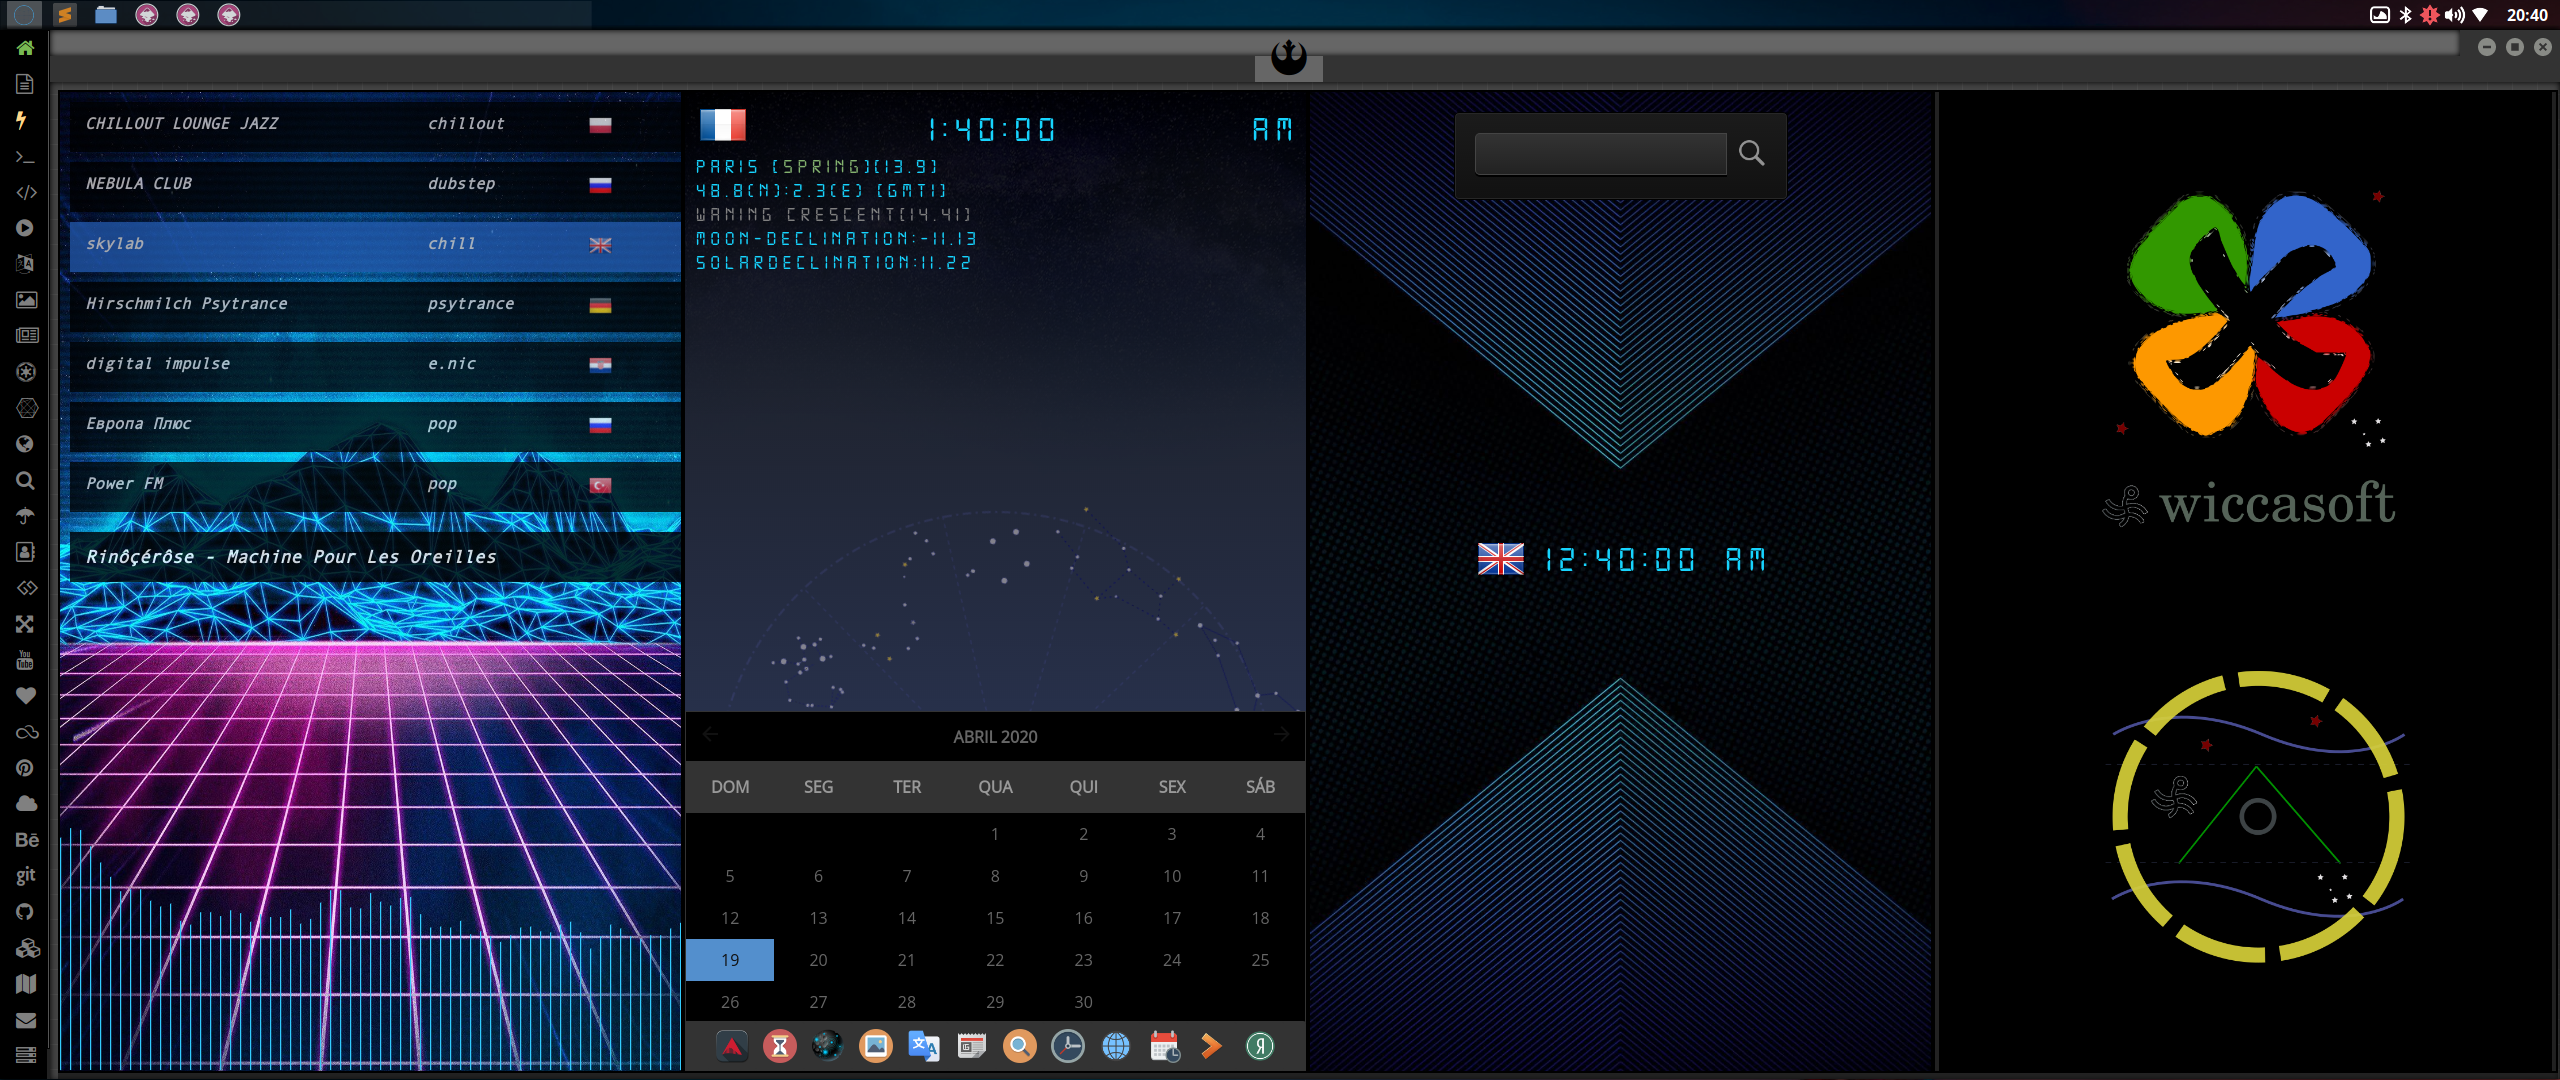 20:40
CHILLOUT LOUNGE JAZZ chillout
NEBULA CLUB dubstep
skylab chill
Hirschmilch Psytrance psytrance
digital impulse e.nic
Европа Плюс pop
Power FM pop
Rinôçérôse - Machine Pour Les Oreilles
You Tube
Bē
git
1:40:00 AM
PARIS (SPRING)(13.9)
48.8(N):2.3(E) (GMT1)
WANING CRESCENT(14.41)
MOON-DECLINATION:-11.13
SOLARDECLINATION:11.22
ABRIL 2020
DOM SEG TER QUA QUI SEX SÁB
1 2 3 4
5 6 7 8 9 10 11
12 13 14 15 16 17 18
19 20 21 22 23 24 25
26 27 28 29 30
文 A
Я
12:40:00 AM
wiccasoft